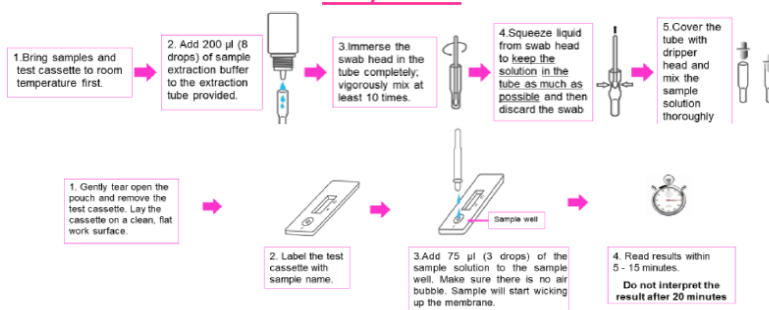 1.Bring samples and
test cassette to room
temperature first.
2. Add 200 µl (8
drops) of sample
extraction buffer
to the extraction
tube provided.
3.Immerse the
swab head in the
tube completely;
vigorously mix at
least 10 times.
4.Squeeze liquid
from swab head
to keep the
solution in the
tube as much as
possible and then
discard the swab
5.Cover the
tube with
dripper
head and
mix the
sample
solution
thoroughly
1. Gently tear open the
pouch and remove the
test cassette. Lay the
cassette on a clean, flat
work surface.
2. Label the test
cassette with
sample name.
Sample well
3.Add 75 µl (3 drops) of the
sample solution to the sample
well. Make sure there is no air
bubble. Sample will start wicking
up the membrane.
4. Read results within
5 - 15 minutes.
Do not interpret the
result after 20 minutes